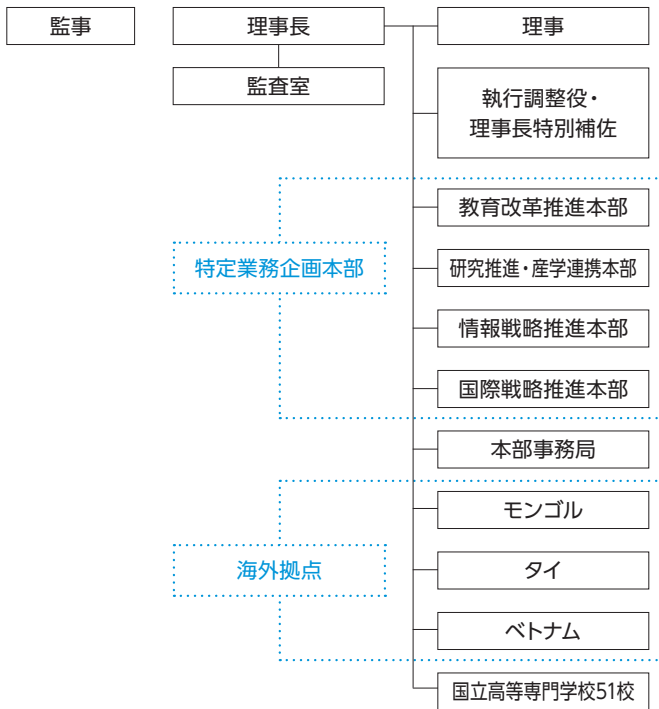 監事
理事長
理事
監査室
執行調整役・
理事長特別補佐
教育改革推進本部
特定業務企画本部
研究推進・産学連携本部
情報戦略推進本部
国際戦略推進本部
本部事務局
モンゴル
海外拠点
タイ
ベトナム
国立高等専門学校51校